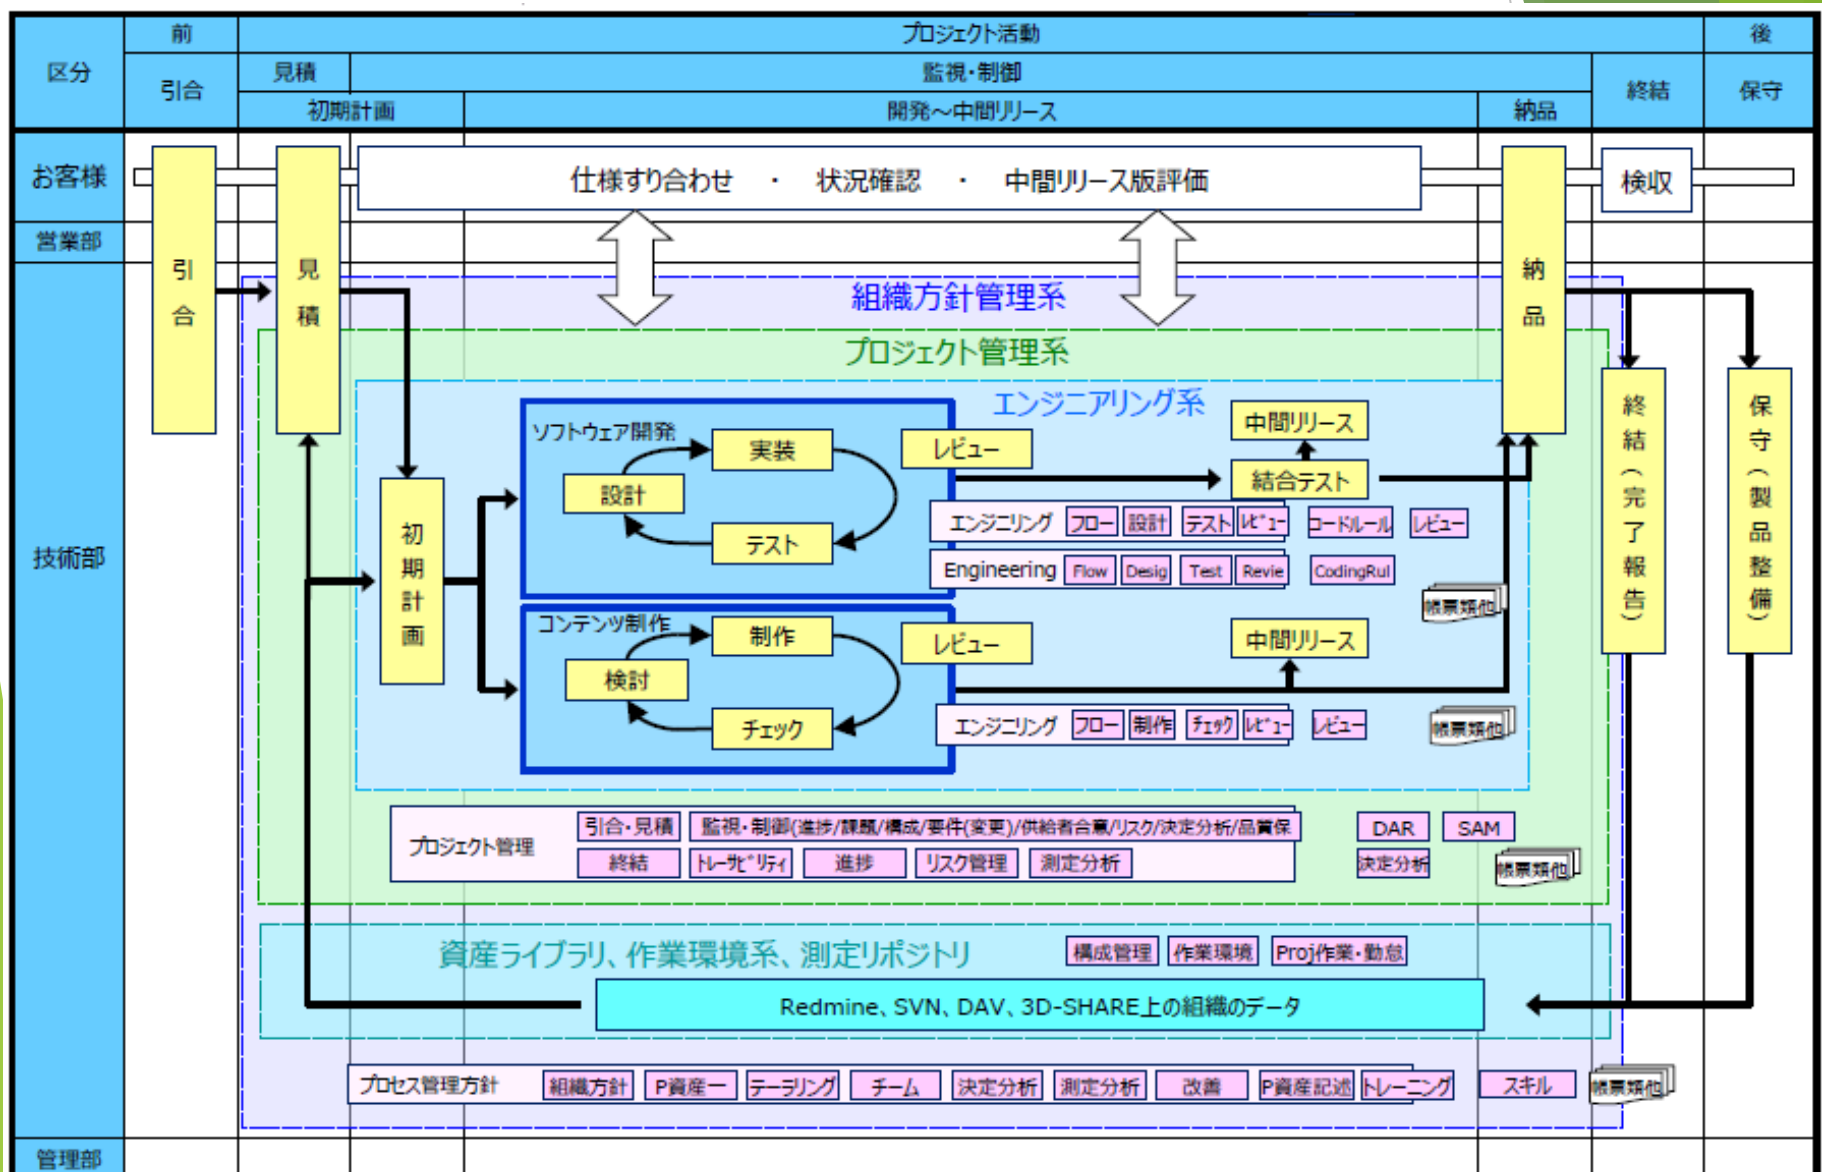 区分
前
プロジェクト活動
後
引合
見積
監視・制御
終結
保守
初期計画
開発～中間リリース
納品
お客様
仕様すり合わせ ・ 状況確認 ・ 中間リリース版評価
検収
営業部
引合
見積
納品
組織方針管理系
プロジェクト管理系
エンジニアリング系
技術部
初期計画
ソフトウェア開発
実装
設計
テスト
レビュー
中間リリース
結合テスト
エンジニリング フロー 設計 テスト ﾚﾋﾞｭｰ コードルール レビュー
Engineering Flow Desig Test Revie CodingRul
帳票類他
コンテンツ制作
制作
検討
チェック
レビュー
中間リリース
エンジニリング フロー 制作 ﾁｪｯｸ ﾚﾋﾞｭｰ レビュー
帳票類他
終結（完了報告）
保守（製品整備）
プロジェクト管理
引合・見積 監視・制御(進捗/課題/構成/要件(変更)/供給者合意/リスク/決定分析/品質保 DAR SAM
終結 ﾄﾚｰｻﾋﾞﾘﾃｨ 進捗 リスク管理 測定分析 決定分析
帳票類他
資産ライブラリ、作業環境系、測定リポジトリ
構成管理 作業環境 Proj作業・勤怠
Redmine、SVN、DAV、3D-SHARE上の組織のデータ
プロセス管理方針 組織方針 P資産一 テーラリング チーム 決定分析 測定分析 改善 P資産記述 トレーニング スキル
帳票類他
管理部